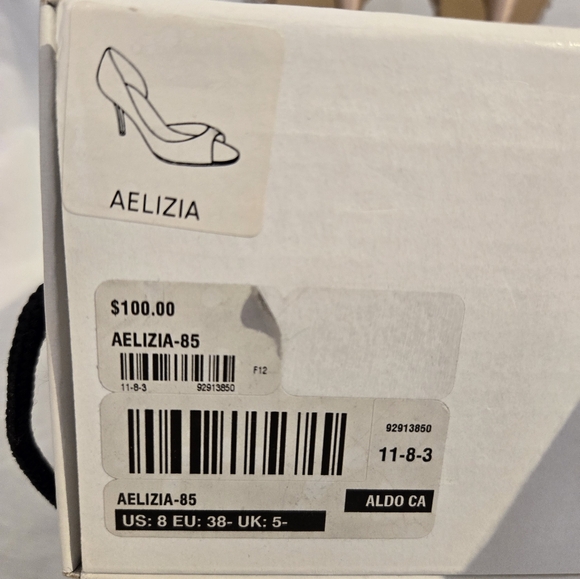 AELIZIA
$100.00
AELIZIA-85
F12
11-8-3 92913850
92913850
11-8-3
AELIZIA-85 ALDO CA
US: 8 EU: 38- UK: 5-